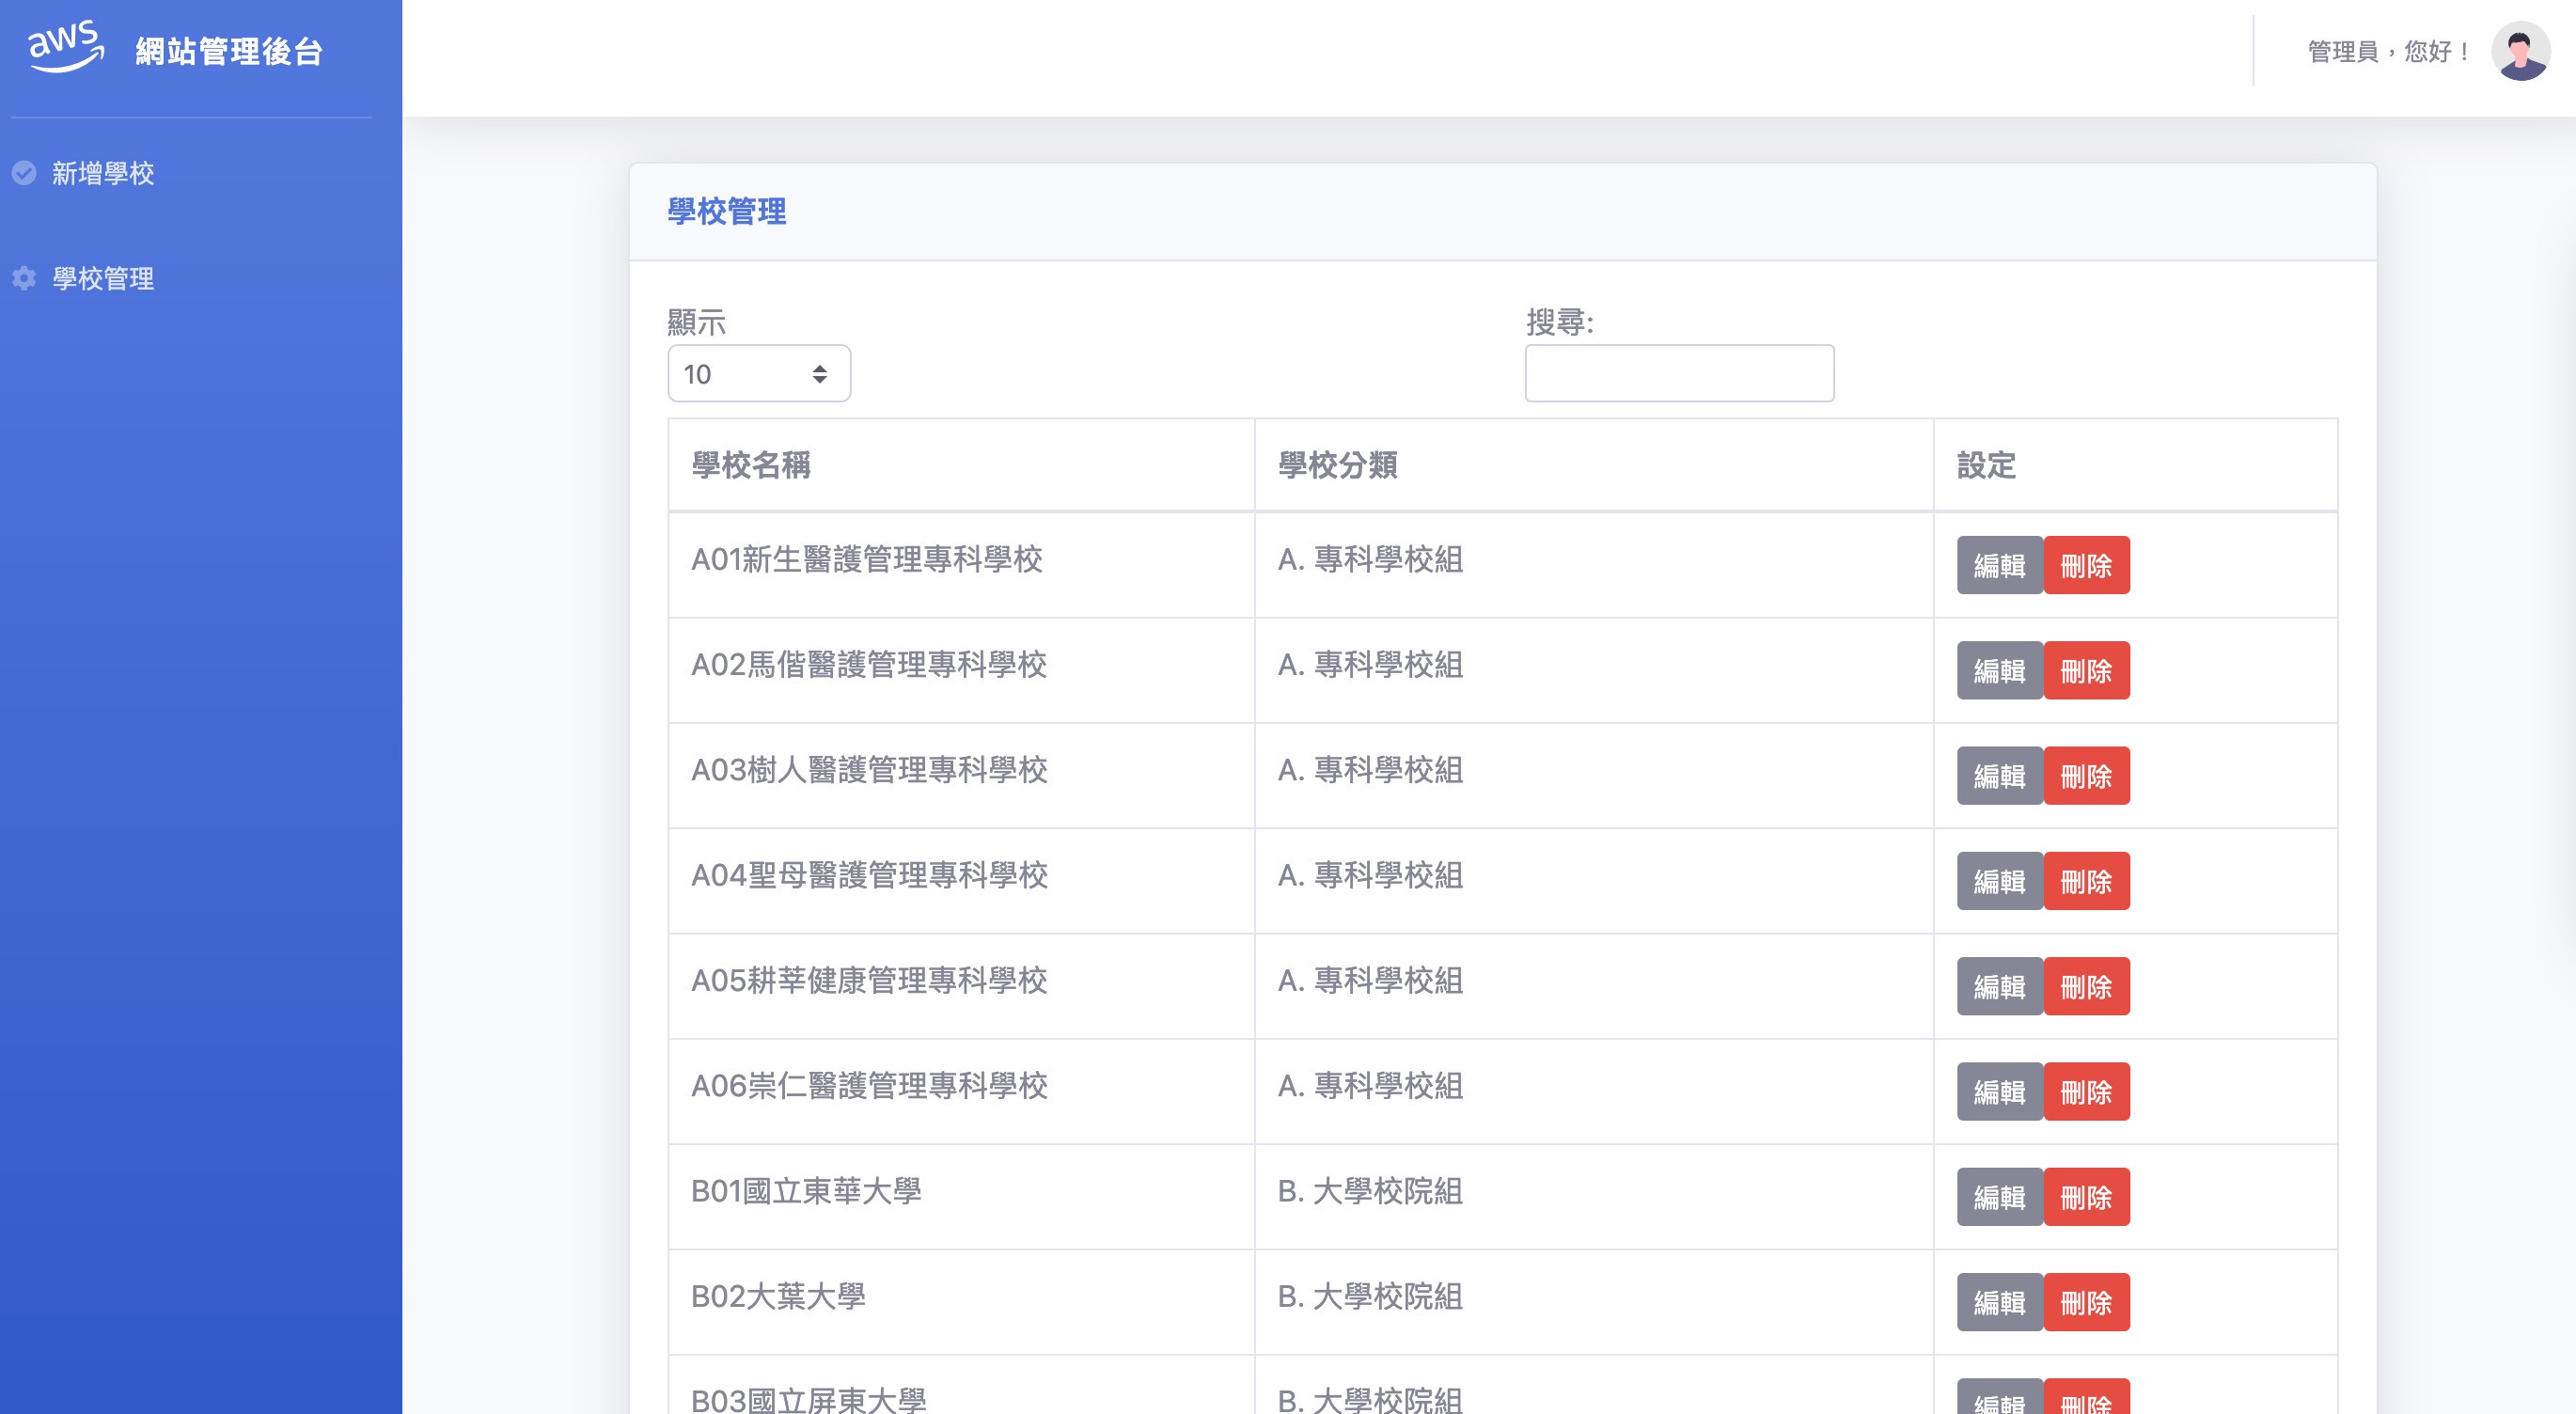 aws 網站管理後台
管理員，您好！
新增學校
學校管理
學校管理
顯示 搜尋:
10
學校名稱 學校分類 設定
A01新生醫護管理專科學校 A. 專科學校組 編輯 刪除
A02馬偕醫護管理專科學校 A. 專科學校組 編輯 刪除
A03樹人醫護管理專科學校 A. 專科學校組 編輯 刪除
A04聖母醫護管理專科學校 A. 專科學校組 編輯 刪除
A05耕莘健康管理專科學校 A. 專科學校組 編輯 刪除
A06崇仁醫護管理專科學校 A. 專科學校組 編輯 刪除
B01國立東華大學 B. 大學校院組 編輯 刪除
B02大葉大學 B. 大學校院組 編輯 刪除
B03國立屏東大學 B. 大學校院組 編輯 刪除